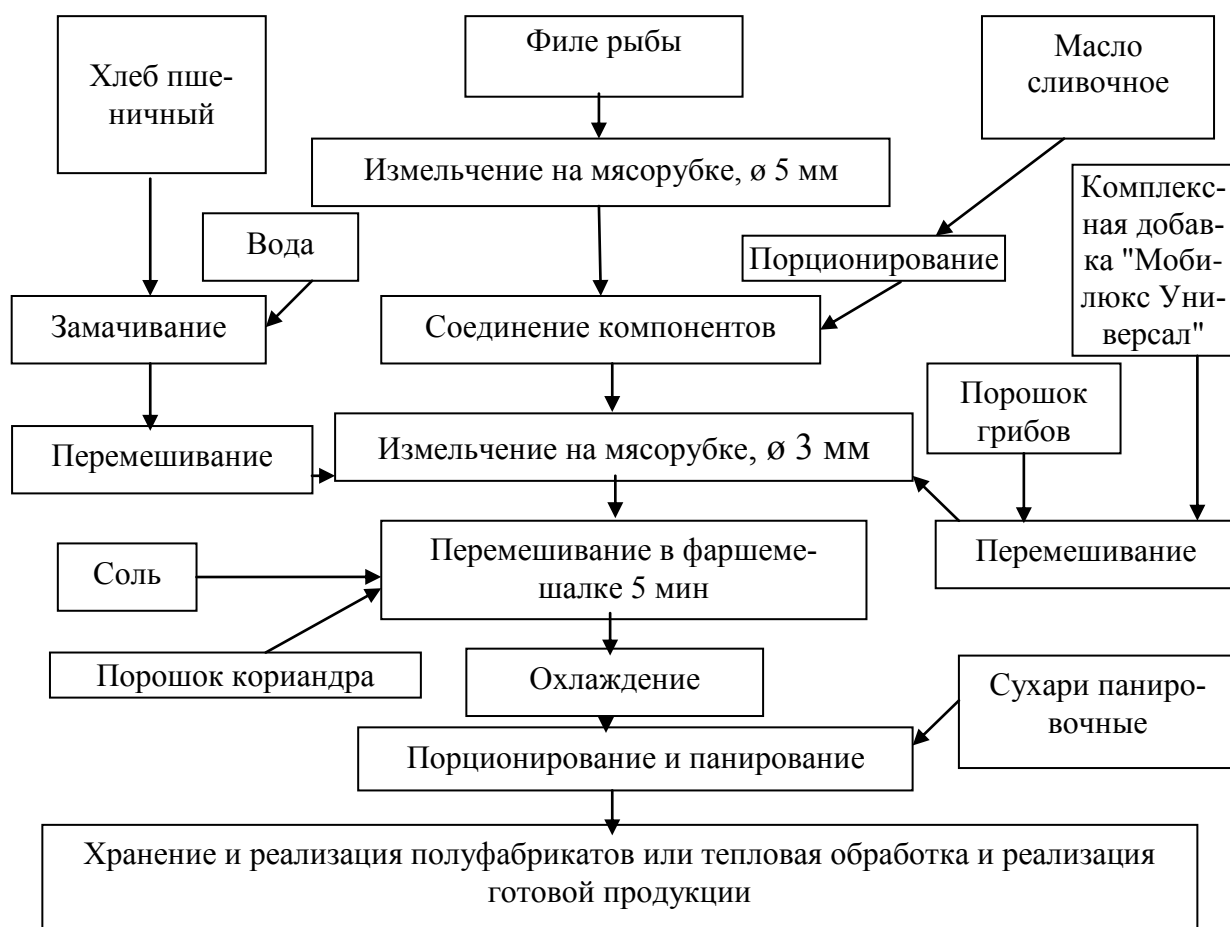 Филе рыбы
Масло
сливочное
Хлеб пше-
ничный
Измельчение на мясорубке, ø 5 мм
Комплекс-
ная добав-
ка "Моби-
люкс Уни-
версал"
Вода
Порционирование
Замачивание
Соединение компонентов
Порошок
грибов
Перемешивание
Измельчение на мясорубке, ø 3 мм
Перемешивание в фаршеме-
шалке 5 мин
Перемешивание
Соль
Порошок кориандра
Охлаждение
Сухари паниро-
вочные
Порционирование и панирование
Хранение и реализация полуфабрикатов или тепловая обработка и реализация
готовой продукции